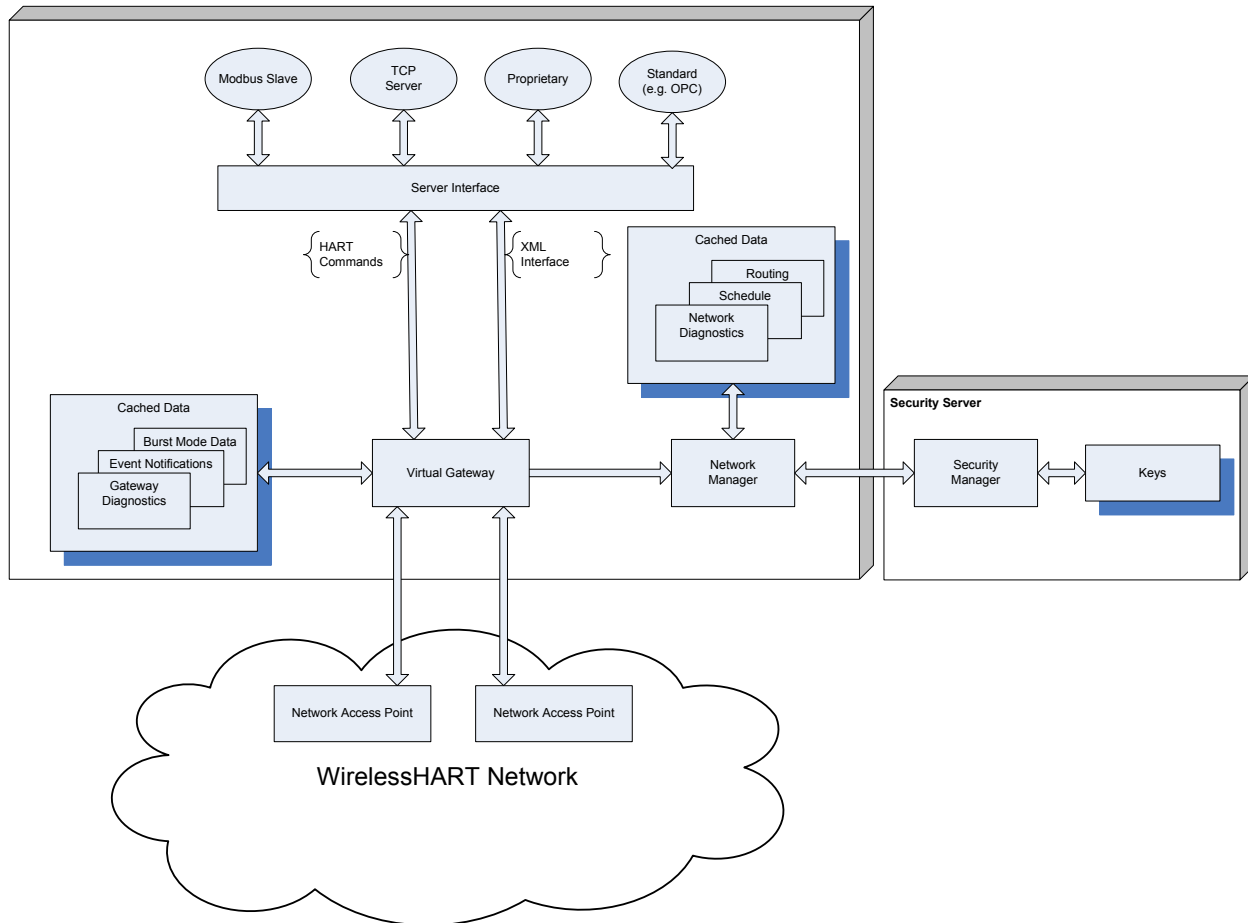 Modbus Slave
TCP
Server
Proprietary
Standard
(e.g. OPC)
Server Interface
HART
Commands
XML
Interface
Cached Data
Routing
Schedule
Network
Diagnostics
Cached Data
Burst Mode Data
Event Notifications
Gateway
Diagnostics
Virtual Gateway
Network
Manager
Security Server
Security
Manager
Keys
Network Access Point
Network Access Point
WirelessHART Network